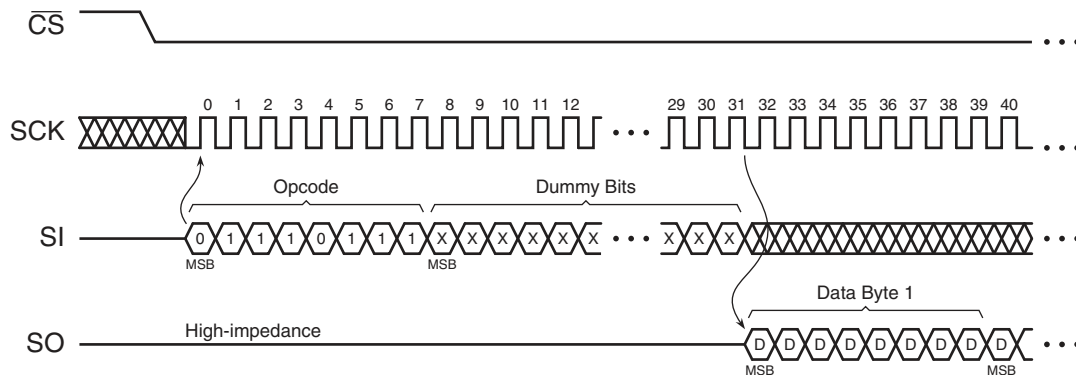 CS
0 1 2 3 4 5 6 7 8 9 10 11 12 29 30 31 32 33 34 35 36 37 38 39 40
SCK
Opcode Dummy Bits
SI 0 1 1 1 0 1 1 1 X X X X X X X X X
MSB MSB
Data Byte 1
High-impedance
SO D D D D D D D D D
MSB MSB